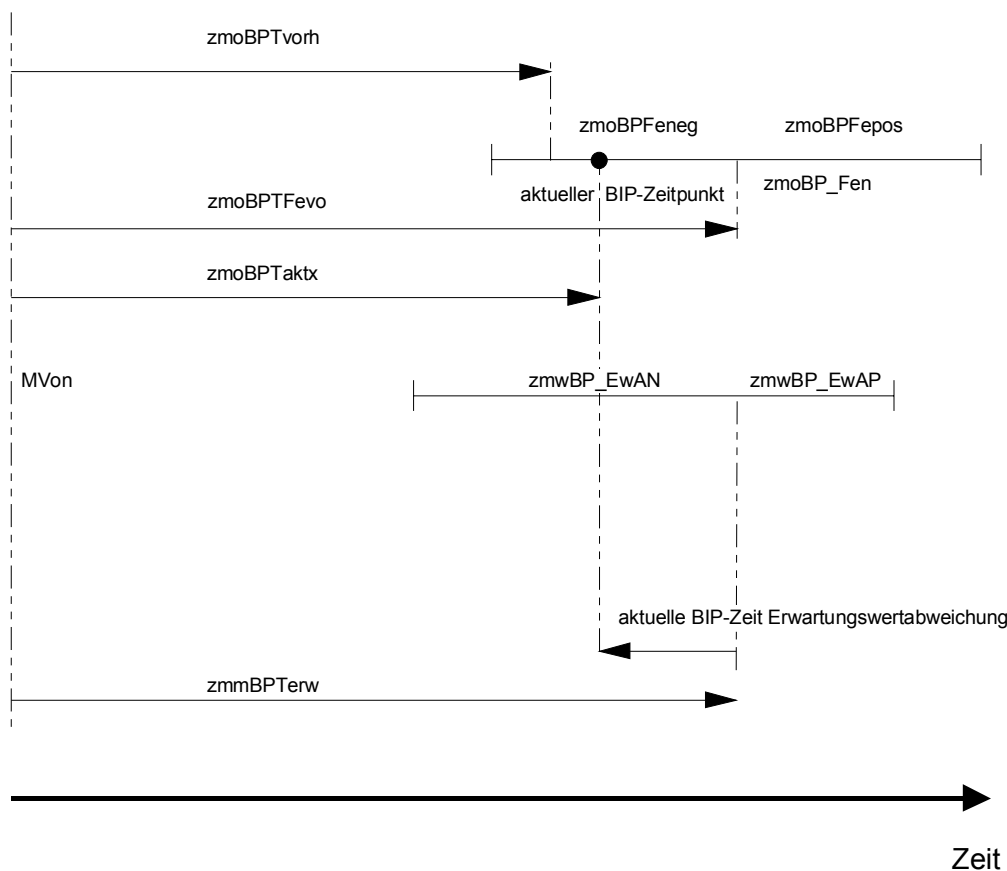 zmoBPTvorh
zmoBPFeneg
zmoBPFepos
zmoBP_Fen
aktueller BIP-Zeitpunkt
zmoBPTFevo
zmoBPTaktx
MVon
zmwBP_EwAN
zmwBP_EwAP
aktuelle BIP-Zeit Erwartungswertabweichung
zmmBPTerw
Zeit